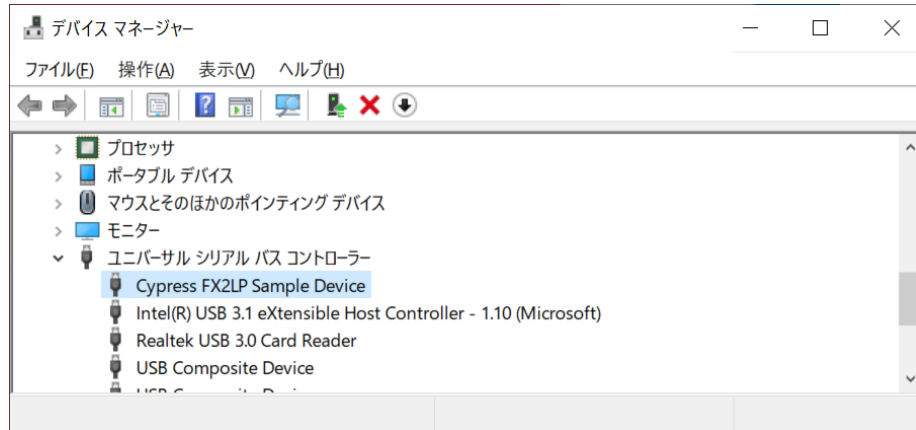 デバイス マネージャー
ファイル(F) 操作(A) 表示(V) ヘルプ(H)
プロセッサ
ポータブル デバイス
マウスとそのほかのポインティング デバイス
モニター
ユニバーサル シリアル バス コントローラー
Cypress FX2LP Sample Device
Intel(R) USB 3.1 eXtensible Host Controller - 1.10 (Microsoft)
Realtek USB 3.0 Card Reader
USB Composite Device